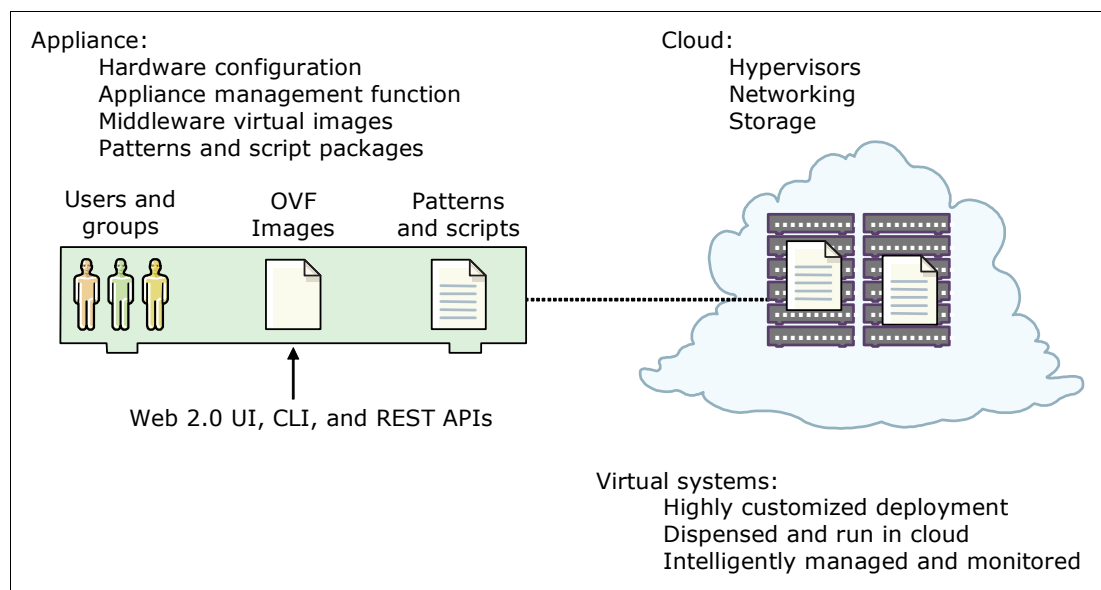 Appliance:
Hardware configuration
Appliance management function
Middleware virtual images
Patterns and script packages
Cloud:
Hypervisors
Networking
Storage
Users and
groups
OVF
Images
Patterns
and scripts
Web 2.0 UI, CLI, and REST APIs
Virtual systems:
Highly customized deployment
Dispensed and run in cloud
Intelligently managed and monitored